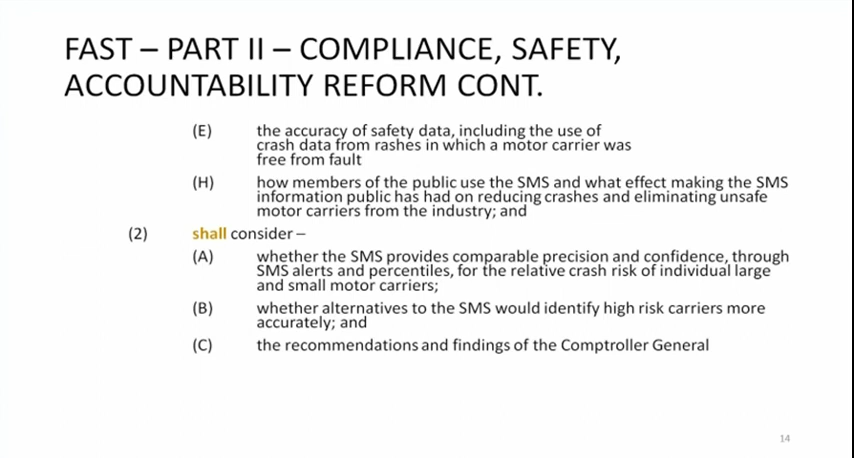 FAST – PART II – COMPLIANCE, SAFETY,
ACCOUNTABILITY REFORM CONT.
(E) the accuracy of safety data, including the use of
crash data from rashes in which a motor carrier was
free from fault
(H) how members of the public use the SMS and what effect making the SMS
information public has had on reducing crashes and eliminating unsafe
motor carriers from the industry; and
(2) shall consider –
(A) whether the SMS provides comparable precision and confidence, through
SMS alerts and percentiles, for the relative crash risk of individual large
and small motor carriers;
(B) whether alternatives to the SMS would identify high risk carriers more
accurately; and
(C) the recommendations and findings of the Comptroller General
14